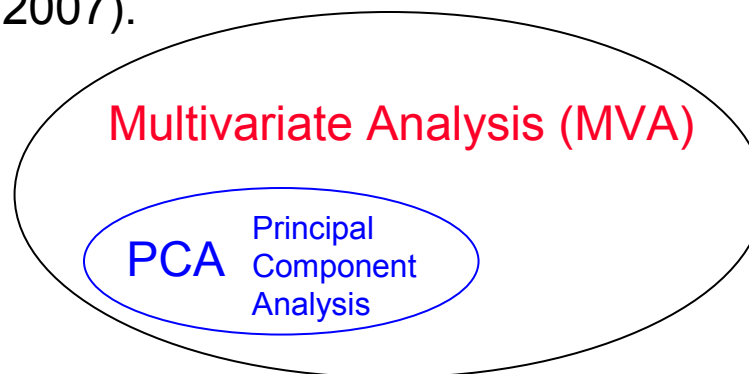 2007).
Multivariate Analysis (MVA)
PCA
Principal
Component
Analysis